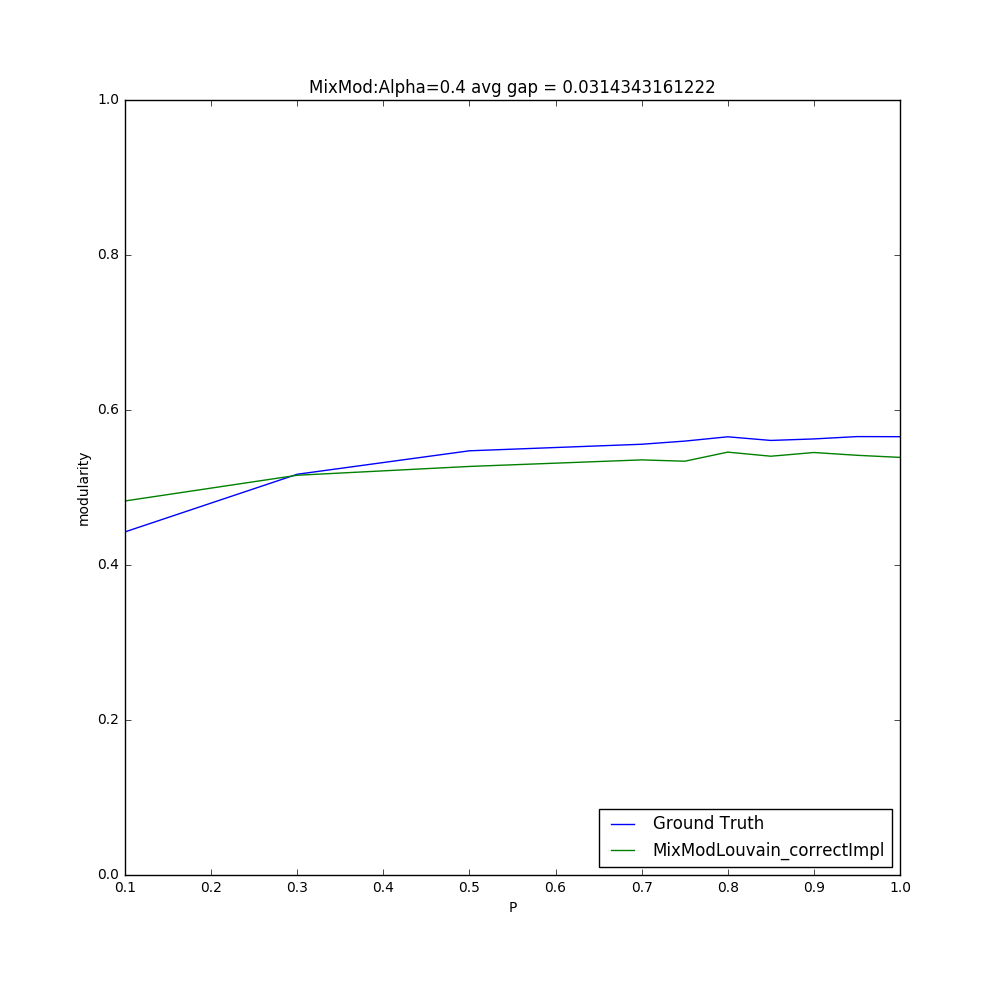 MixMod:Alpha=0.4 avg gap = 0.0314343161222
1.0
0.8
0.6
0.4
0.2
0.0
modularity
0.1 0.2 0.3 0.4 0.5 0.6 0.7 0.8 0.9 1.0
P
Ground Truth
MixModLouvain_correctImpl